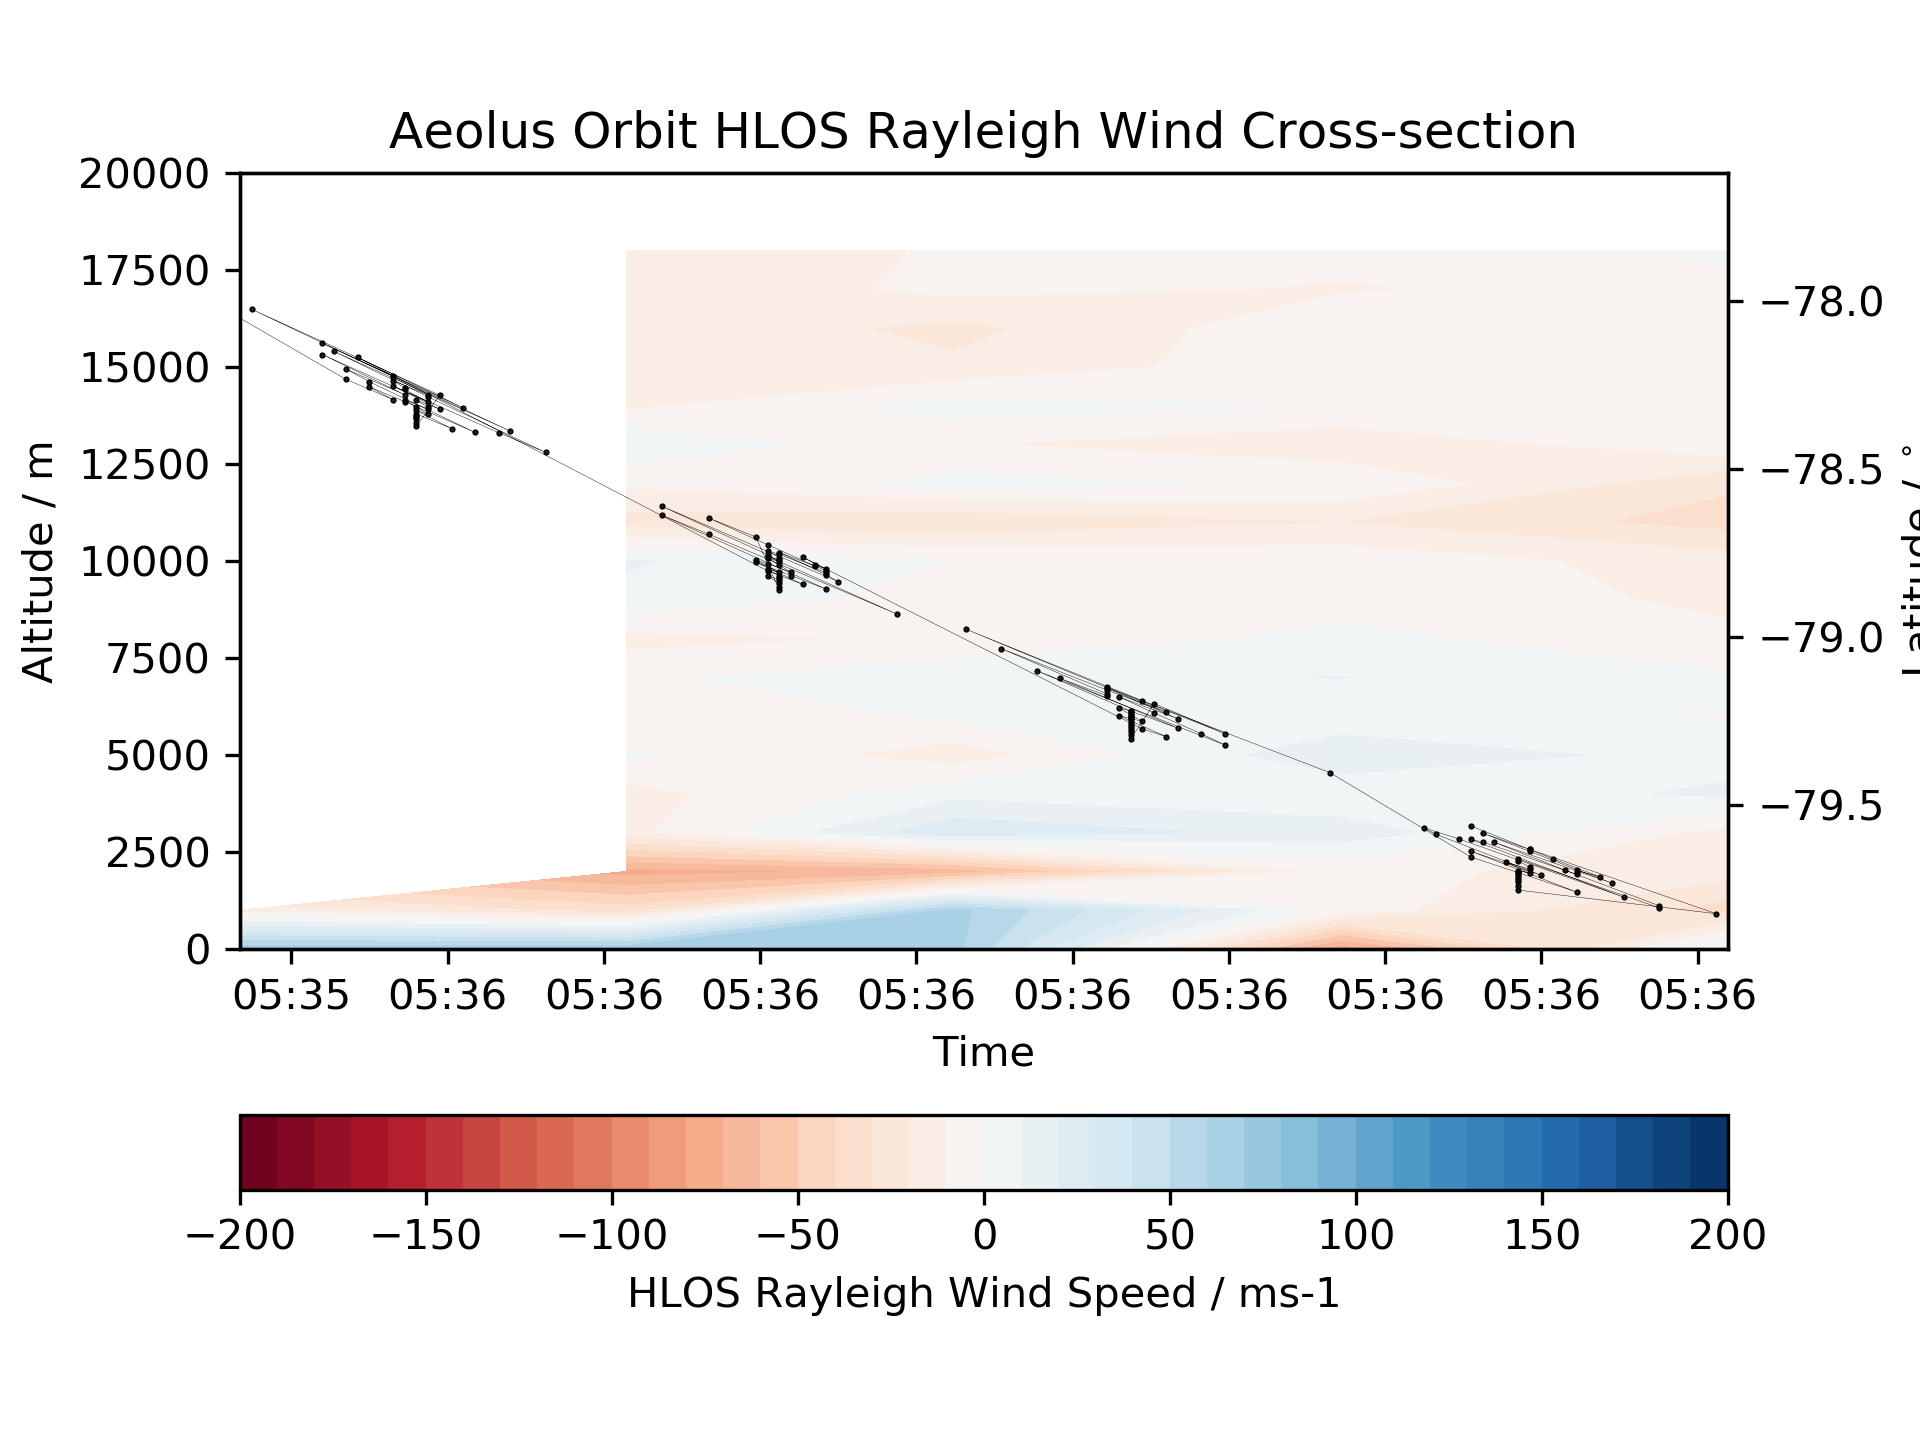 Aeolus Orbit HLOS Rayleigh Wind Cross-section
20000
17500
15000
12500
10000
7500
5000
2500
0
Altitude / m
−78.0
−78.5
−79.0
−79.5
Latitude / °
05:35 05:36 05:36 05:36 05:36 05:36 05:36 05:36 05:36 05:36
Time
−200 −150 −100 −50 0 50 100 150 200
HLOS Rayleigh Wind Speed / ms-1